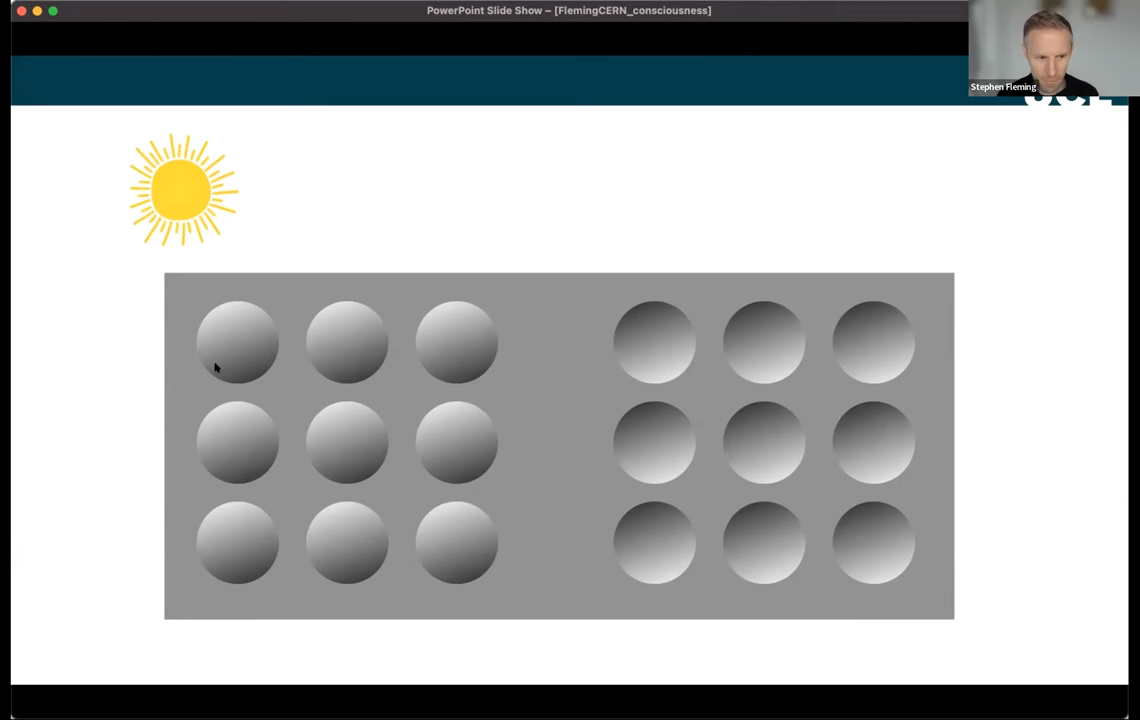 PowerPoint Slide Show – [FlemingCERN_consciousness]
Stephen Fleming